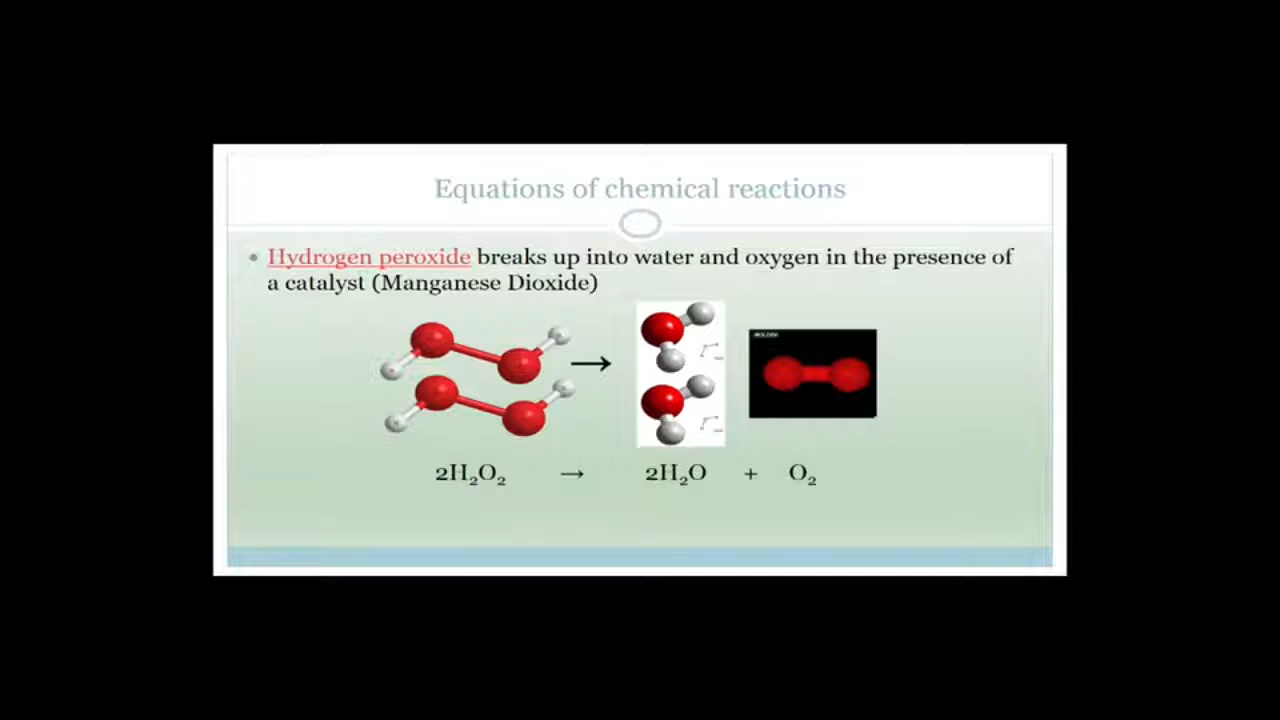 Equations of chemical reactions
• Hydrogen peroxide breaks up into water and oxygen in the presence of
a catalyst (Manganese Dioxide)
→
2H₂O₂ → 2H₂O + O₂